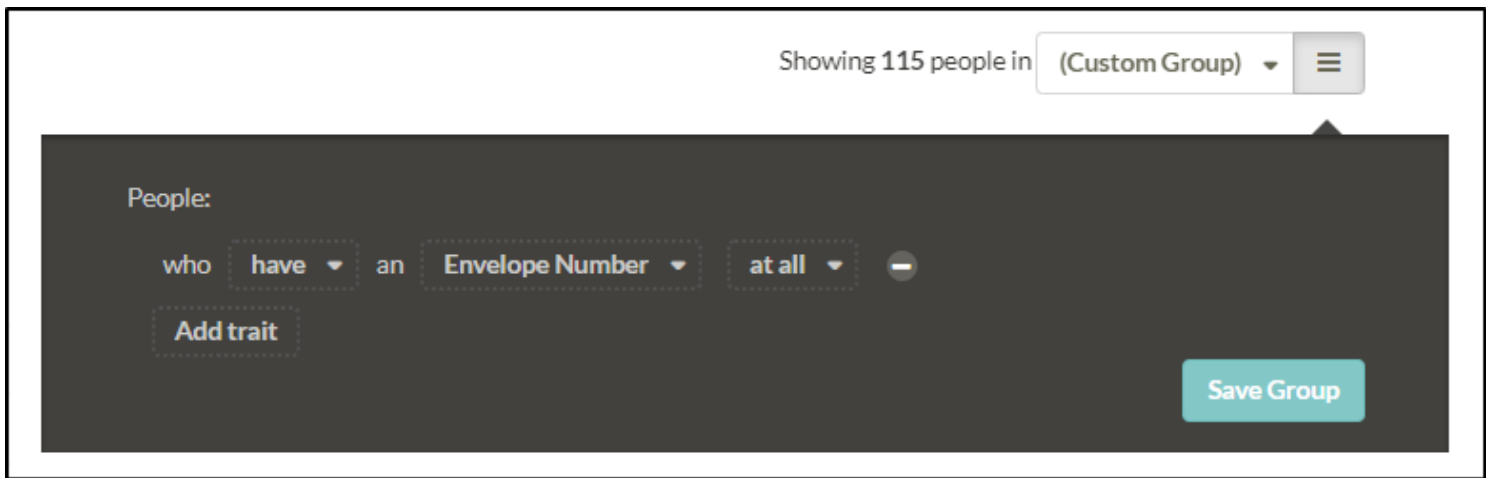 Showing 115 people in (Custom Group)
People:
who have an Envelope Number at all
Add trait
Save Group